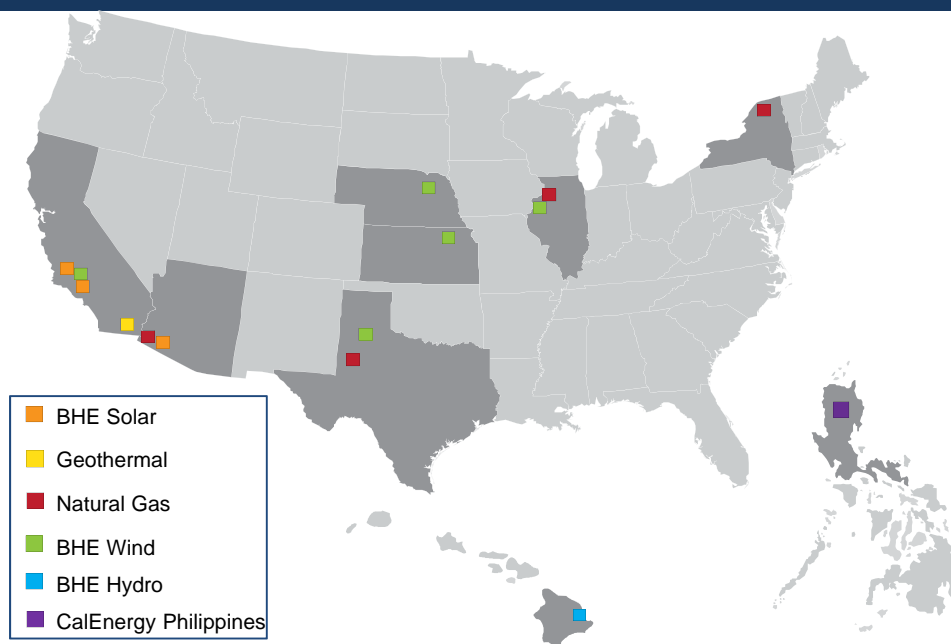 BHE Solar
Geothermal
Natural Gas
BHE Wind
BHE Hydro
CalEnergy Philippines